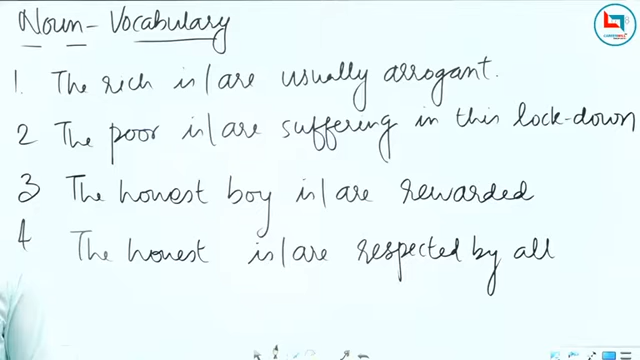 Noun - Vocabulary
1. The rich is/are usually arrogant.
2 The poor is/are suffering in this lock-down
3 The honest boy is/are rewarded
4 The honest is/are respected by all